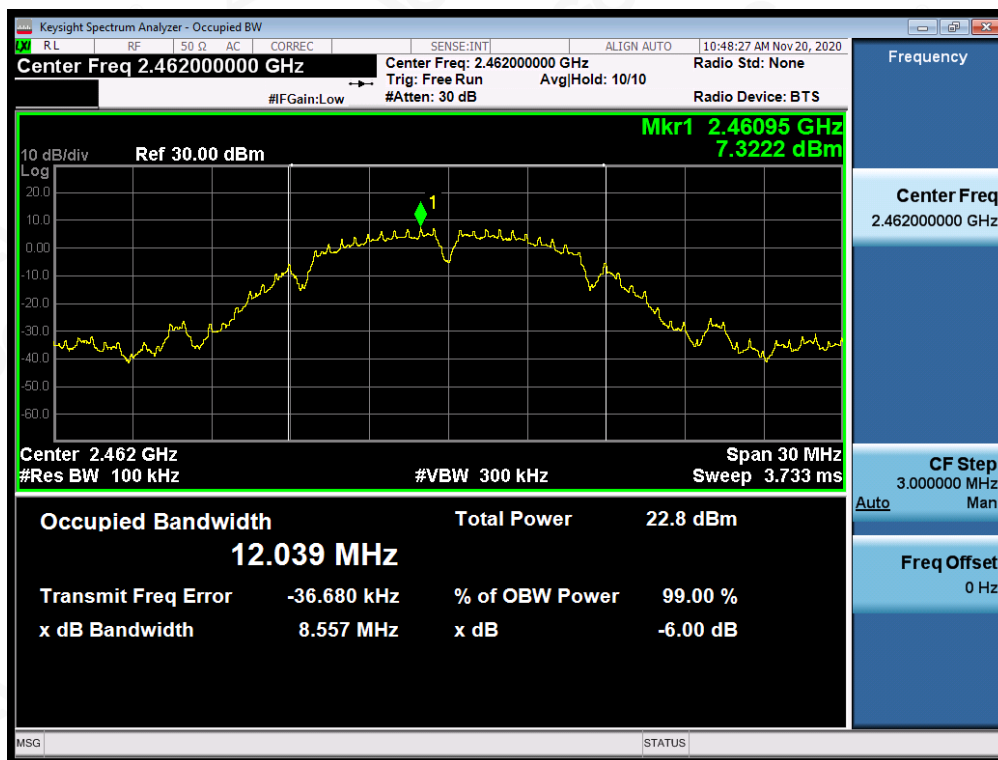 Keysight Spectrum Analyzer - Occupied BW
LXI RL RF 50 Ω AC CORREC SENSE:INT ALIGN AUTO 10:48:27 AM Nov 20, 2020
Center Freq 2.462000000 GHz
Center Freq: 2.462000000 GHz
Radio Std: None
Trig: Free Run Avg|Hold: 10/10
#IFGain:Low
#Atten: 30 dB
Radio Device: BTS
Mkr1 2.46095 GHz
7.3222 dBm
10 dB/div Ref 30.00 dBm
Log
20.0
10.0
0.00
-10.0
-20.0
-30.0
-40.0
-50.0
-60.0
1
Center 2.462 GHz Span 30 MHz
#Res BW 100 kHz #VBW 300 kHz Sweep 3.733 ms
Occupied Bandwidth Total Power 22.8 dBm
12.039 MHz
Transmit Freq Error -36.680 kHz % of OBW Power 99.00 %
x dB Bandwidth 8.557 MHz x dB -6.00 dB
MSG STATUS
Frequency
Center Freq
2.462000000 GHz
CF Step
3.000000 MHz
Auto Man
Freq Offset
0 Hz